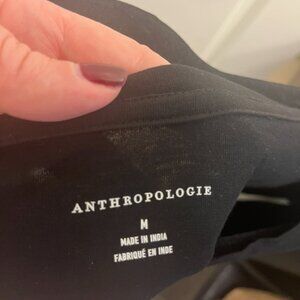 ANTHROPOLOGIE
M
MADE IN INDIA
FABRIQUÉ EN INDE